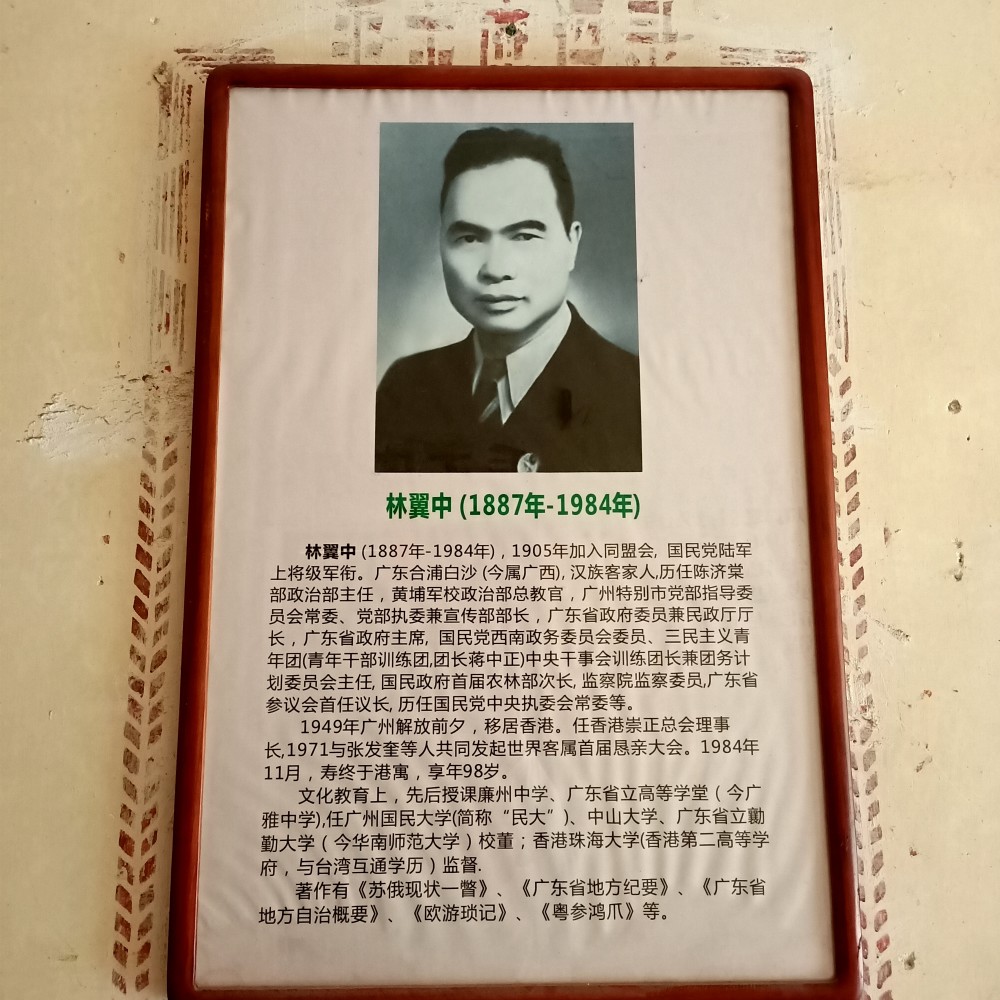 林翼中 (1887年-1984年)
林翼中 (1887年-1984年)，1905年加入同盟会, 国民党陆军
上将级军衔。广东合浦白沙 (今属广西), 汉族客家人,历任陈济棠
部政治部主任，黄埔军校政治部总教官，广州特别市党部指导委
员会常委、党部执委兼宣传部部长，广东省政府委员兼民政厅厅
长，广东省政府主席, 国民党西南政务委员会委员、三民主义青
年团(青年干部训练团,团长蒋中正)中央干事会训练团长兼团务计
划委员会主任, 国民政府首届农林部次长, 监察院监察委员,广东省
参议会首任议长, 历任国民党中央执委会常委等。
1949年广州解放前夕，移居香港。任香港崇正总会理事
长,1971与张发奎等人共同发起世界客属首届恳亲大会。1984年
11月，寿终于港寓，享年98岁。
文化教育上，先后授课廉州中学、广东省立高等学堂（今广
雅中学),任广州国民大学(简称“民大”)、中山大学、广东省立勷
勤大学（今华南师范大学）校董；香港珠海大学(香港第二高等学
府，与台湾互通学历）监督.
著作有《苏俄现状一瞥》、《广东省地方纪要》、《广东省
地方自治概要》、《欧游琐记》、《粤参鸿爪》等。